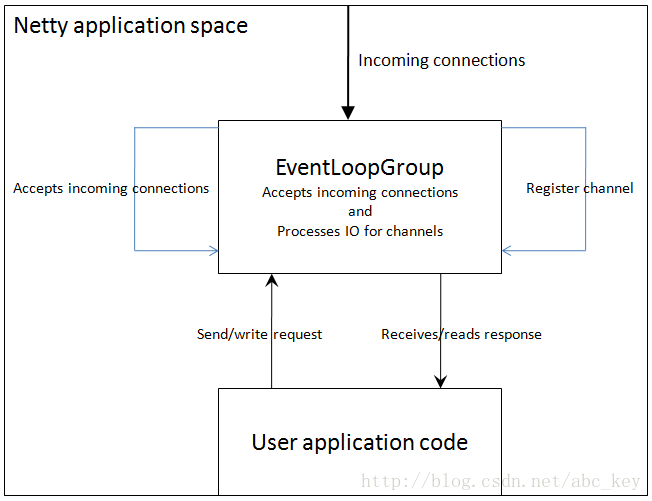 Netty application space
Incoming connections
EventLoopGroup
Accepts incoming connections
Accepts incoming connections
and
Processes IO for channels
Register channel
Send/write request
Receives/reads response
User application code
http://blog.csdn.net/abc_key